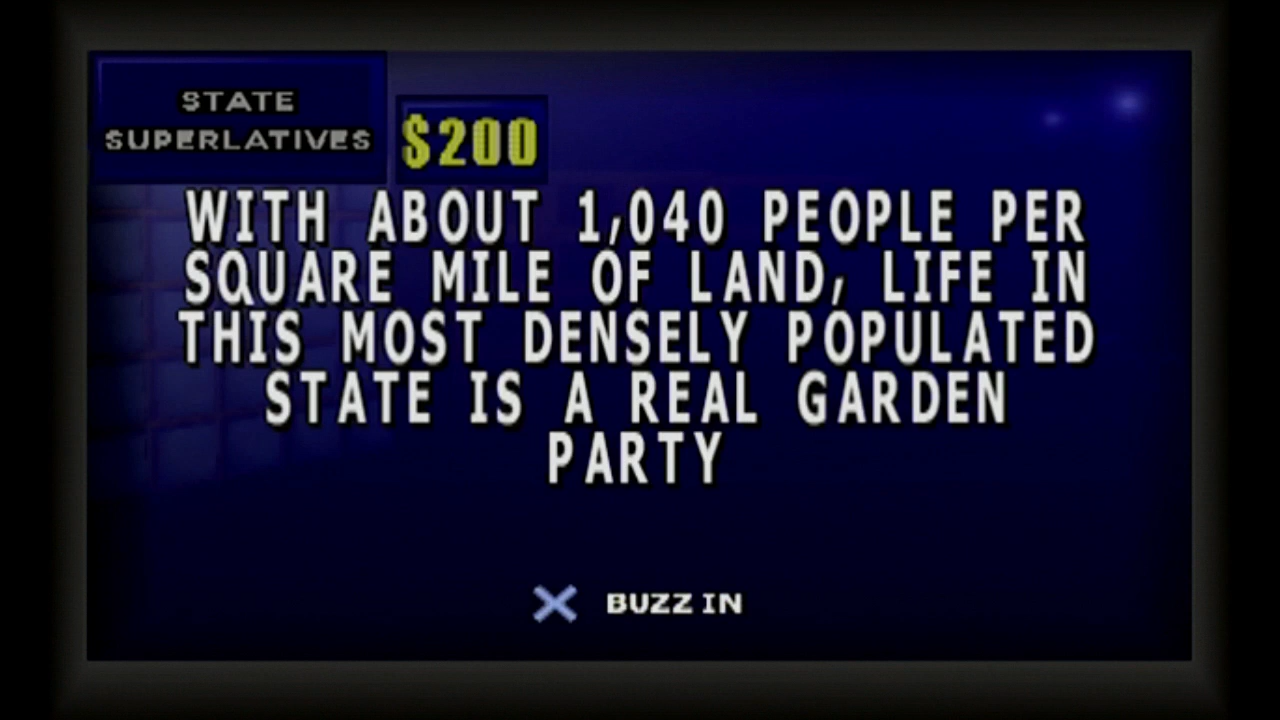 STATE
SUPERLATIVES
$200
WITH ABOUT 1,040 PEOPLE PER
SQUARE MILE OF LAND, LIFE IN
THIS MOST DENSELY POPULATED
STATE IS A REAL GARDEN
PARTY
BUZZ IN